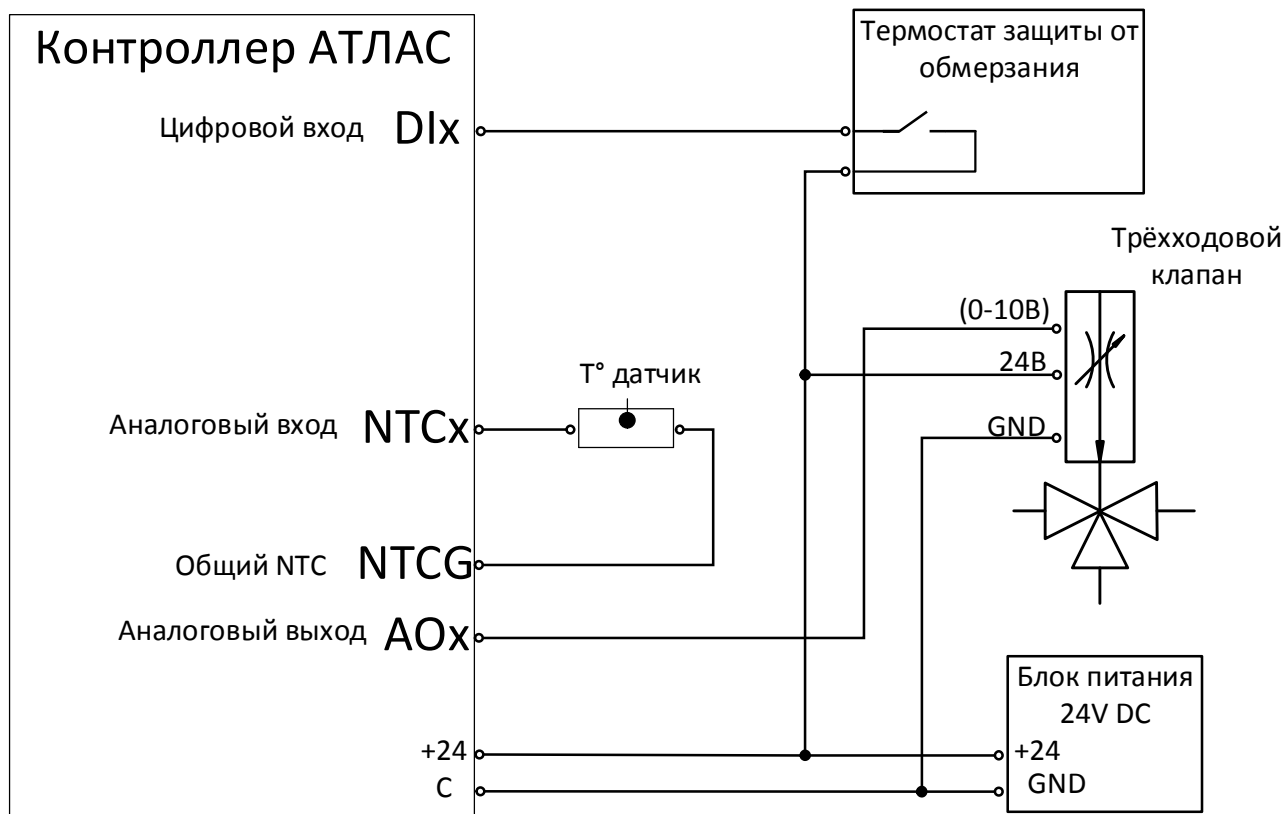 Контроллер АТЛАС
Термостат защиты от
обмерзания
Цифровой вход DIx
Трёхходовой
клапан
(0-10В)
24В
GND
T° датчик
Аналоговый вход NTCx
Общий NTC NTCG
Аналоговый выход AOx
Блок питания
24V DC
+24
+24
C
GND